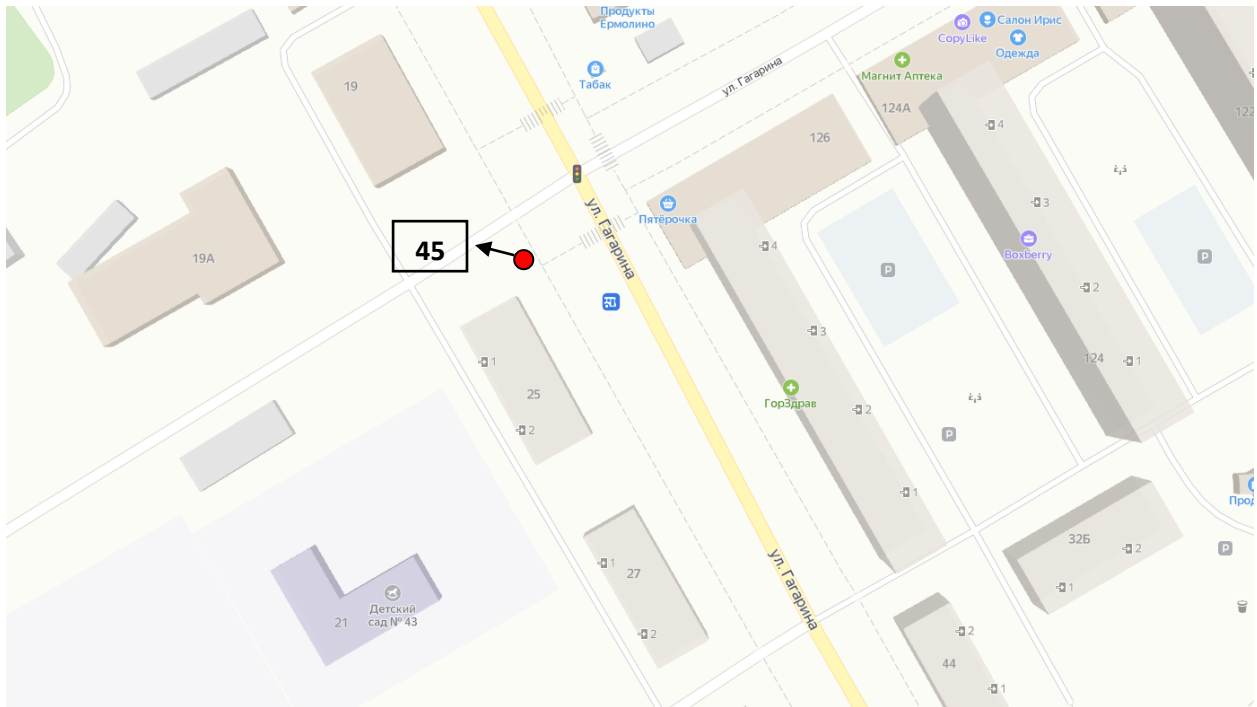 Продукты
Ермолино
Салон Ирис
CopyLike
Одежда
Табак
19
ул. Гагарина
Магнит Аптека
124А
122
4
126
3
Пятёрочка
ул. Гагарина
45
4
19А
Boxberry
P
P
2
1
3
124
1
25
ГорЗдрав
2
2
P
1
Прод
32Б
2
P
ул. Гагарина
1
27
1
Детский
сад № 43
21
2
2
44
1